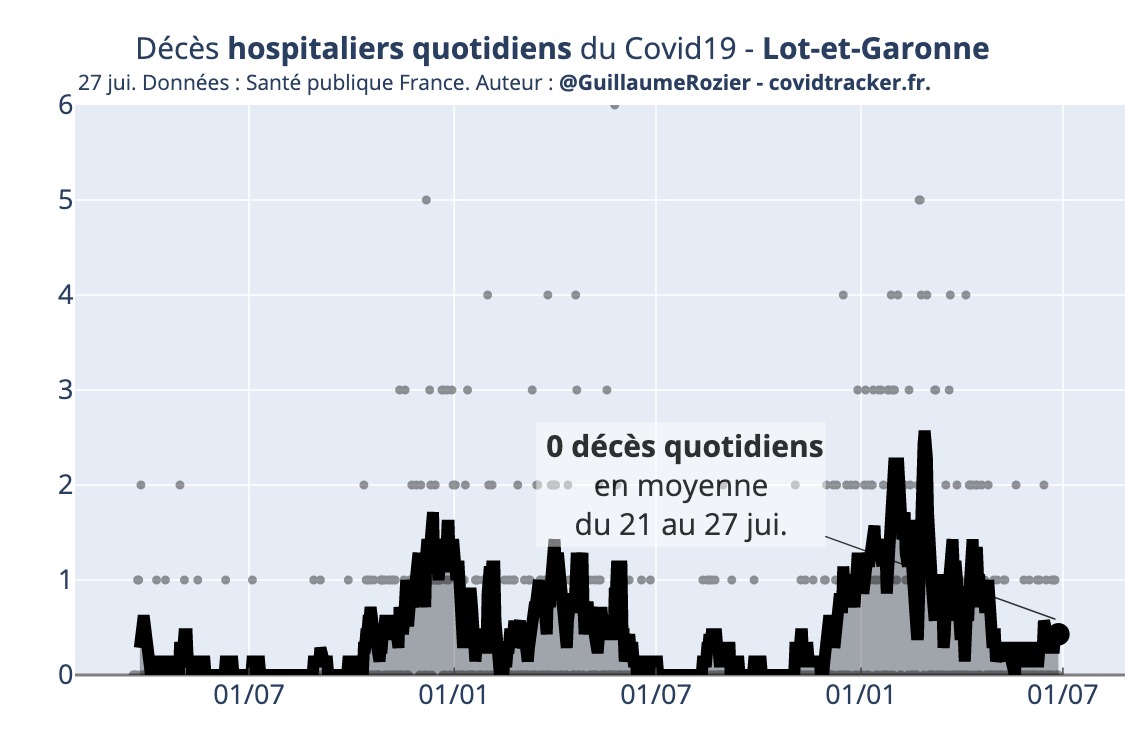 Décès hospitaliers quotidiens du Covid19 - Lot-et-Garonne
27 jui. Données : Santé publique France. Auteur : @GuillaumeRozier - covidtracker.fr.
6
5
4
3
0 décès quotidiens
2
en moyenne
du 21 au 27 jui.
1
0
01/07
01/01
01/07
01/01
01/07